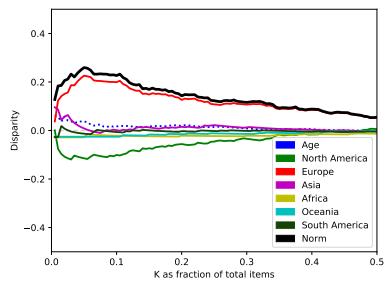 0.4
0.2
0.0
−0.2
−0.4
Disparity
0.0
0.1
0.2
0.3
0.4
0.5
K as fraction of total items
Age
North America
Europe
Asia
Africa
Oceania
South America
Norm